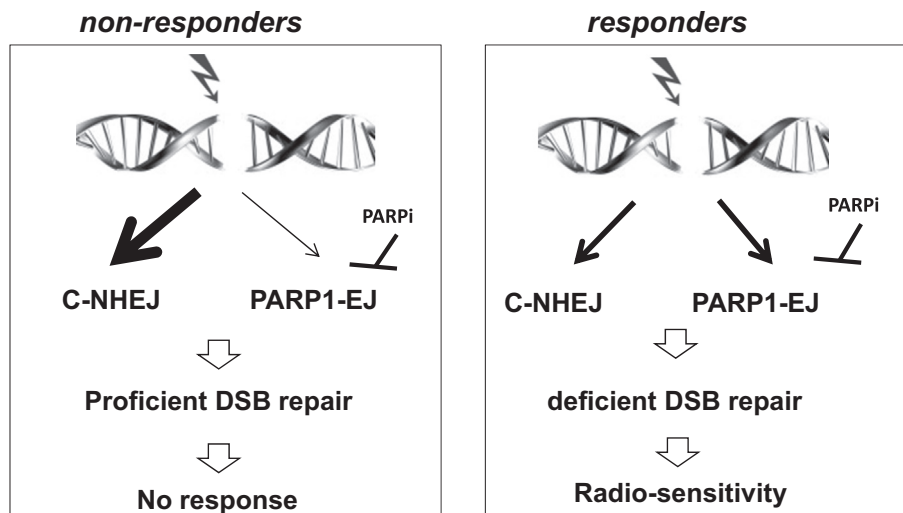 non-responders
PARPi
C-NHEJ PARP1-EJ
Proficient DSB repair
No response
responders
PARPi
C-NHEJ PARP1-EJ
deficient DSB repair
Radio-sensitivity